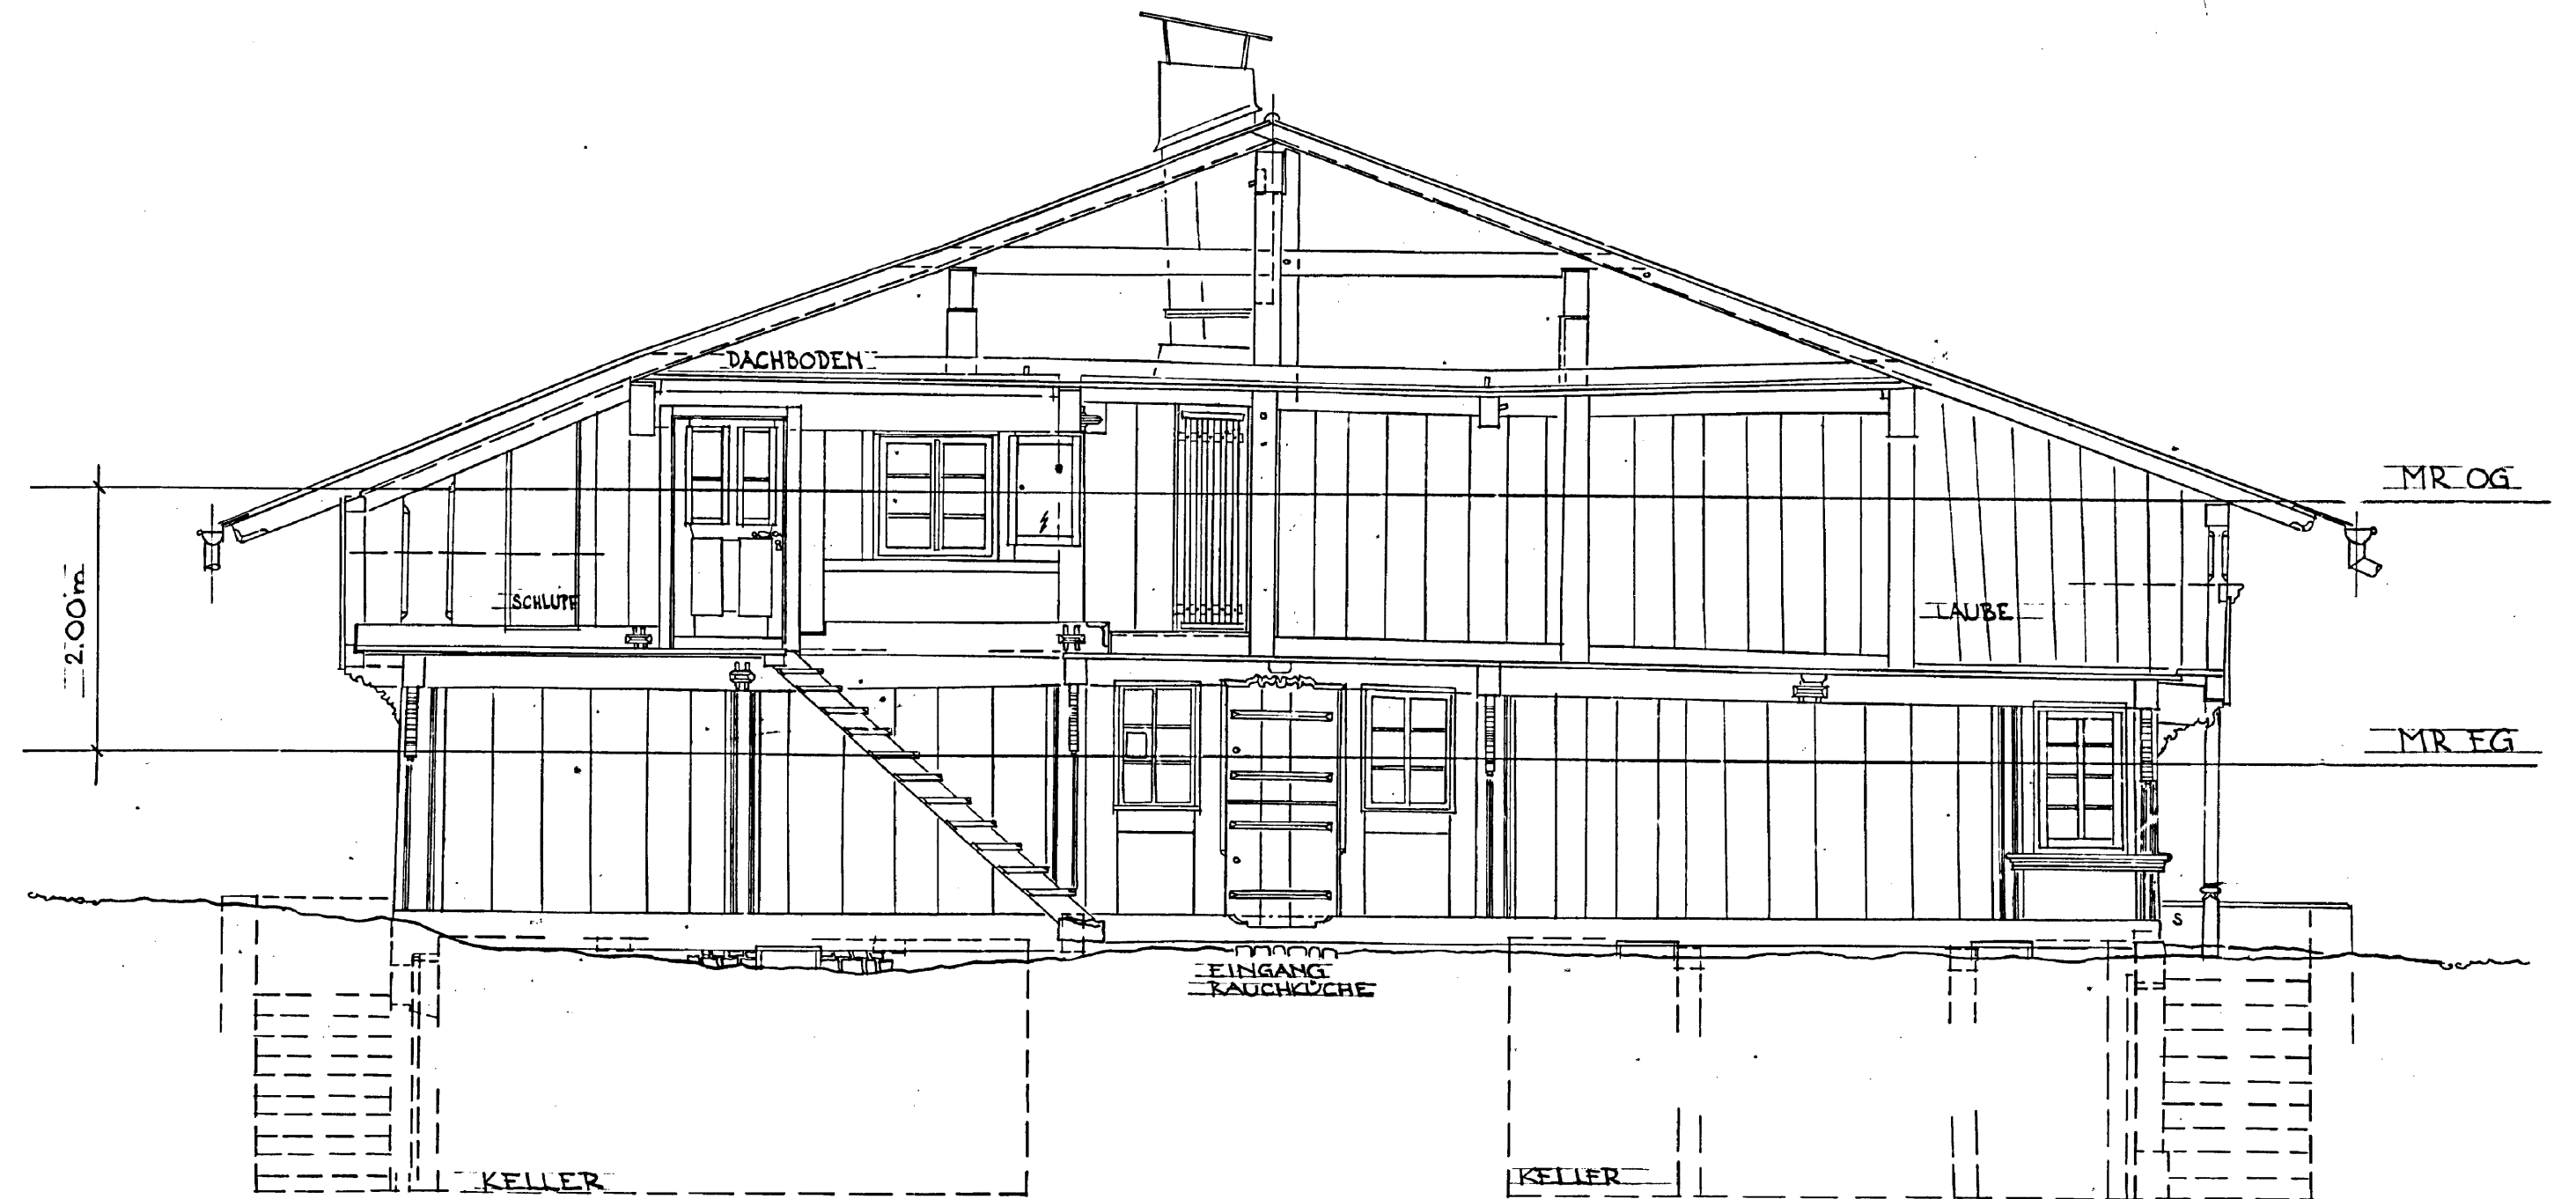 DACHBODEN
MR OG
2.00m
SCHLUPF
LAUBE
MR EG
S
EINGANG
RAUCHKÜCHE
KELLER
KELLER